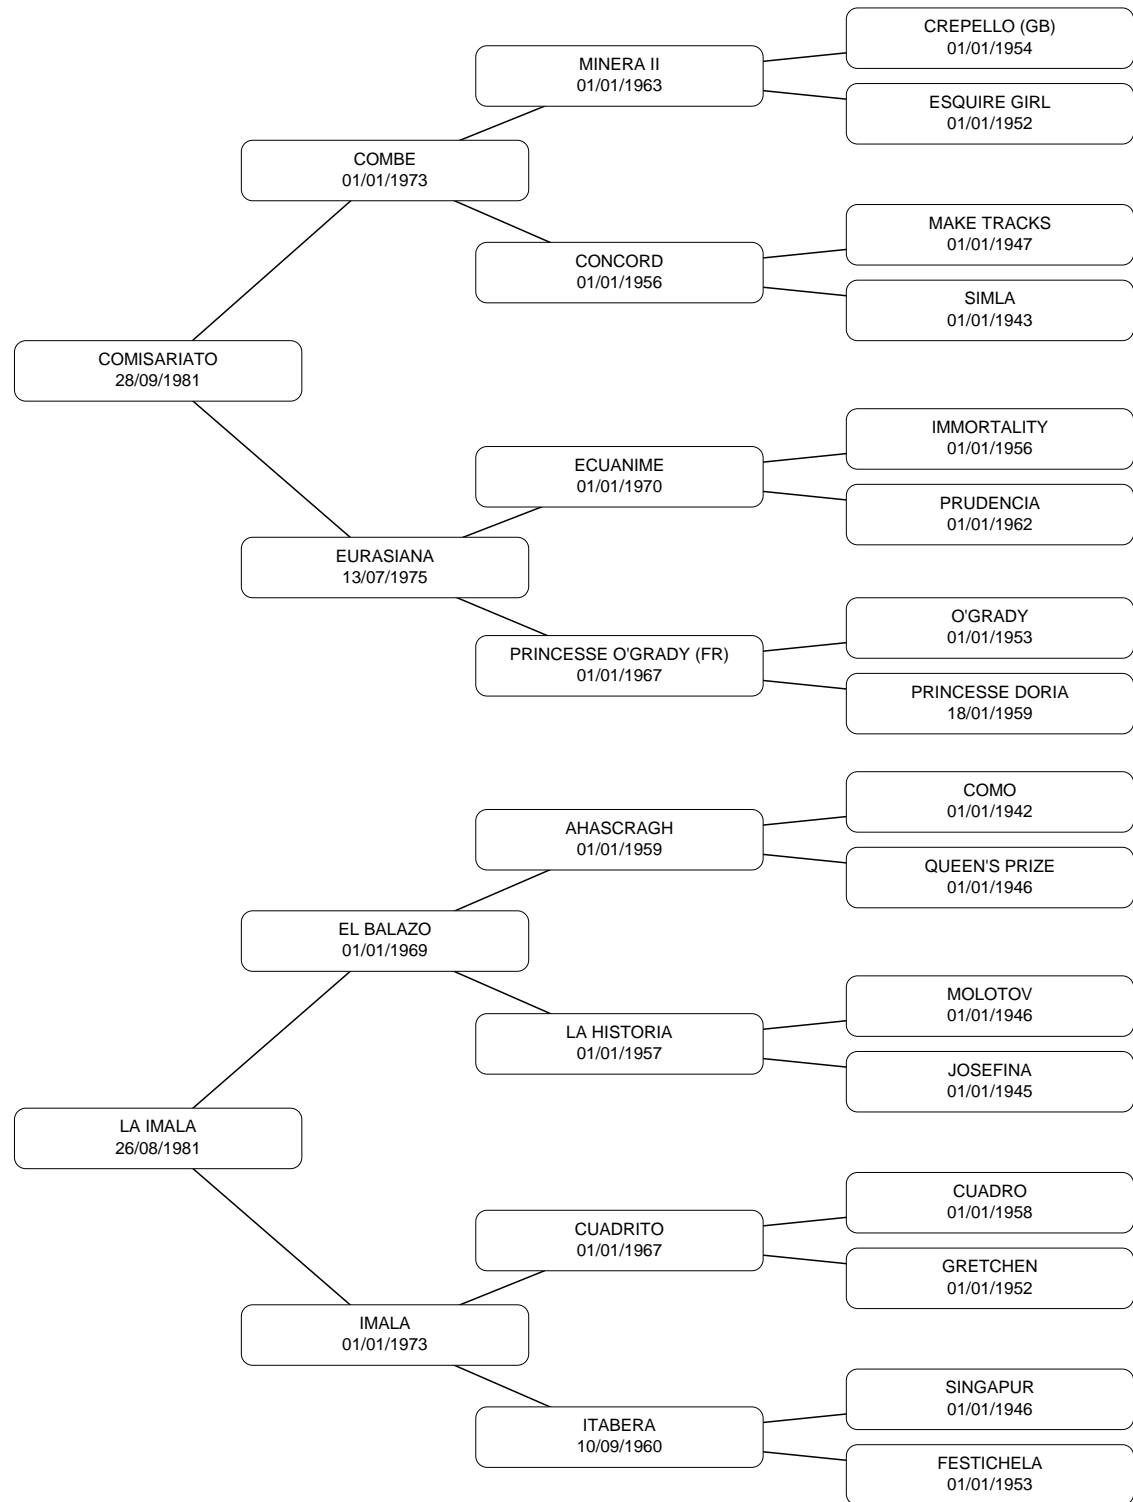 CREPELLO (GB)
01/01/1954
MINERA II
01/01/1963
ESQUIRE GIRL
01/01/1952
COMBE
01/01/1973
MAKE TRACKS
01/01/1947
CONCORD
01/01/1956
SIMLA
01/01/1943
COMISARIATO
28/09/1981
IMMORTALITY
01/01/1956
ECUANIME
01/01/1970
PRUDENCIA
01/01/1962
EURASIANA
13/07/1975
O'GRADY
01/01/1953
PRINCESSE O'GRADY (FR)
01/01/1967
PRINCESSE DORIA
18/01/1959
COMO
01/01/1942
AHASCRAGH
01/01/1959
QUEEN'S PRIZE
01/01/1946
EL BALAZO
01/01/1969
MOLOTOV
01/01/1946
LA HISTORIA
01/01/1957
JOSEFINA
01/01/1945
LA IMALA
26/08/1981
CUADRO
01/01/1958
CUADRITO
01/01/1967
GRETCHEN
01/01/1952
IMALA
01/01/1973
SINGAPUR
01/01/1946
ITABERA
10/09/1960
FESTICHELA
01/01/1953